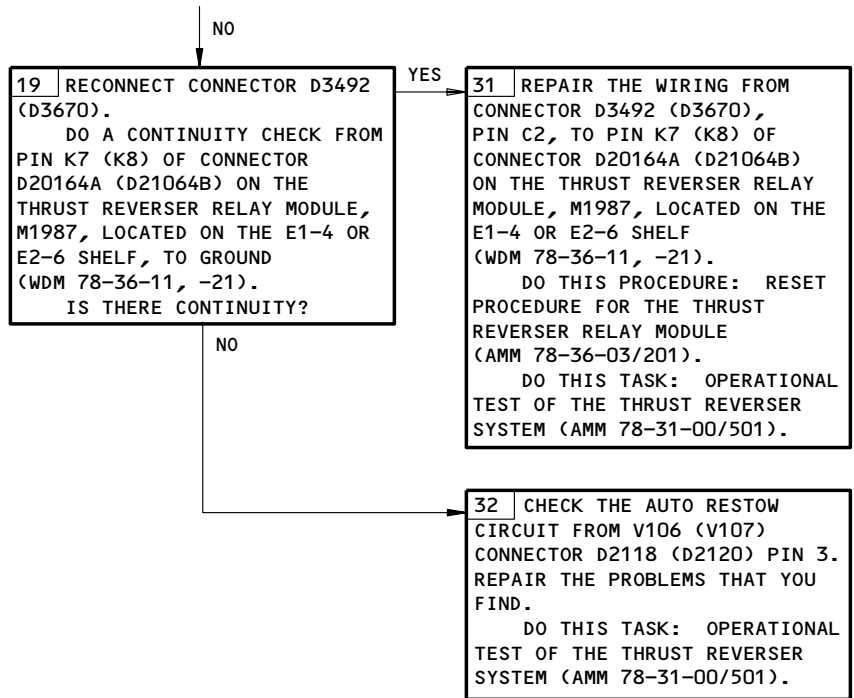 NO
19 RECONNECT CONNECTOR D3492
(D3670).
DO A CONTINUITY CHECK FROM
PIN K7 (K8) OF CONNECTOR
D20164A (D21064B) ON THE
THRUST REVERSER RELAY MODULE,
M1987, LOCATED ON THE E1-4 OR
E2-6 SHELF, TO GROUND
(WDM 78-36-11, -21).
IS THERE CONTINUITY?
YES
31 REPAIR THE WIRING FROM
CONNECTOR D3492 (D3670),
PIN C2, TO PIN K7 (K8) OF
CONNECTOR D20164A (D21064B)
ON THE THRUST REVERSER RELAY
MODULE, M1987, LOCATED ON THE
E1-4 OR E2-6 SHELF
(WDM 78-36-11, -21).
DO THIS PROCEDURE: RESET
PROCEDURE FOR THE THRUST
REVERSER RELAY MODULE
(AMM 78-36-03/201).
DO THIS TASK: OPERATIONAL
TEST OF THE THRUST REVERSER
SYSTEM (AMM 78-31-00/501).
NO
32 CHECK THE AUTO RESTOW
CIRCUIT FROM V106 (V107)
CONNECTOR D2118 (D2120) PIN 3.
REPAIR THE PROBLEMS THAT YOU
FIND.
DO THIS TASK: OPERATIONAL
TEST OF THE THRUST REVERSER
SYSTEM (AMM 78-31-00/501).